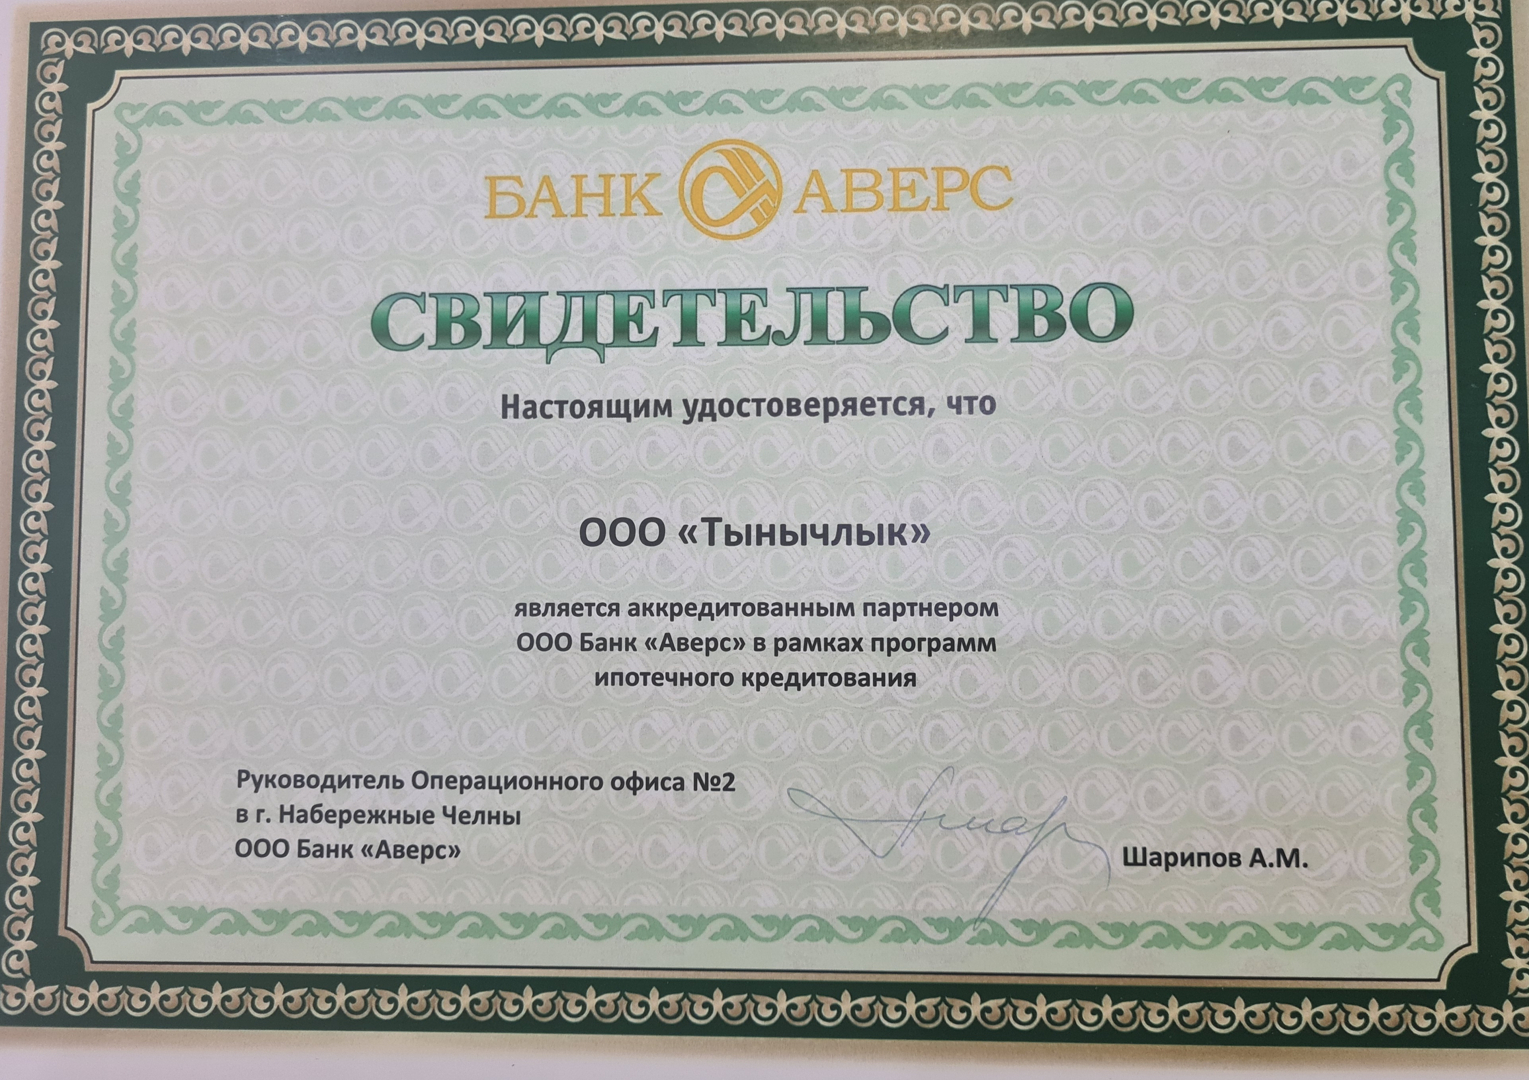 БАНК АВЕРС
СВИДЕТЕЛЬСТВО
Настоящим удостоверяется, что
ООО «Тынычлык»
является аккредитованным партнером
ООО Банк «Аверс» в рамках программ
ипотечного кредитования
Руководитель Операционного офиса №2
в г. Набережные Челны
ООО Банк «Аверс»
Шарипов А.М.